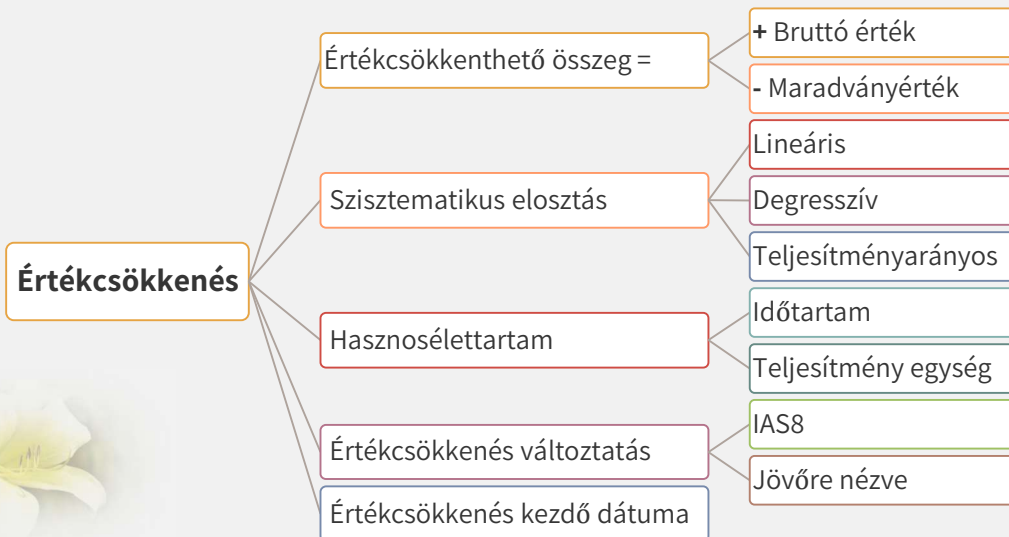 Értékcsökkenés
Értékcsökkenthető összeg =
+ Bruttó érték
- Maradványérték
Szisztematikus elosztás
Lineáris
Degresszív
Teljesítményarányos
Hasznosélettartam
Időtartam
Teljesítmény egység
Értékcsökkenés változtatás
IAS8
Jövőre nézve
Értékcsökkenés kezdő dátuma